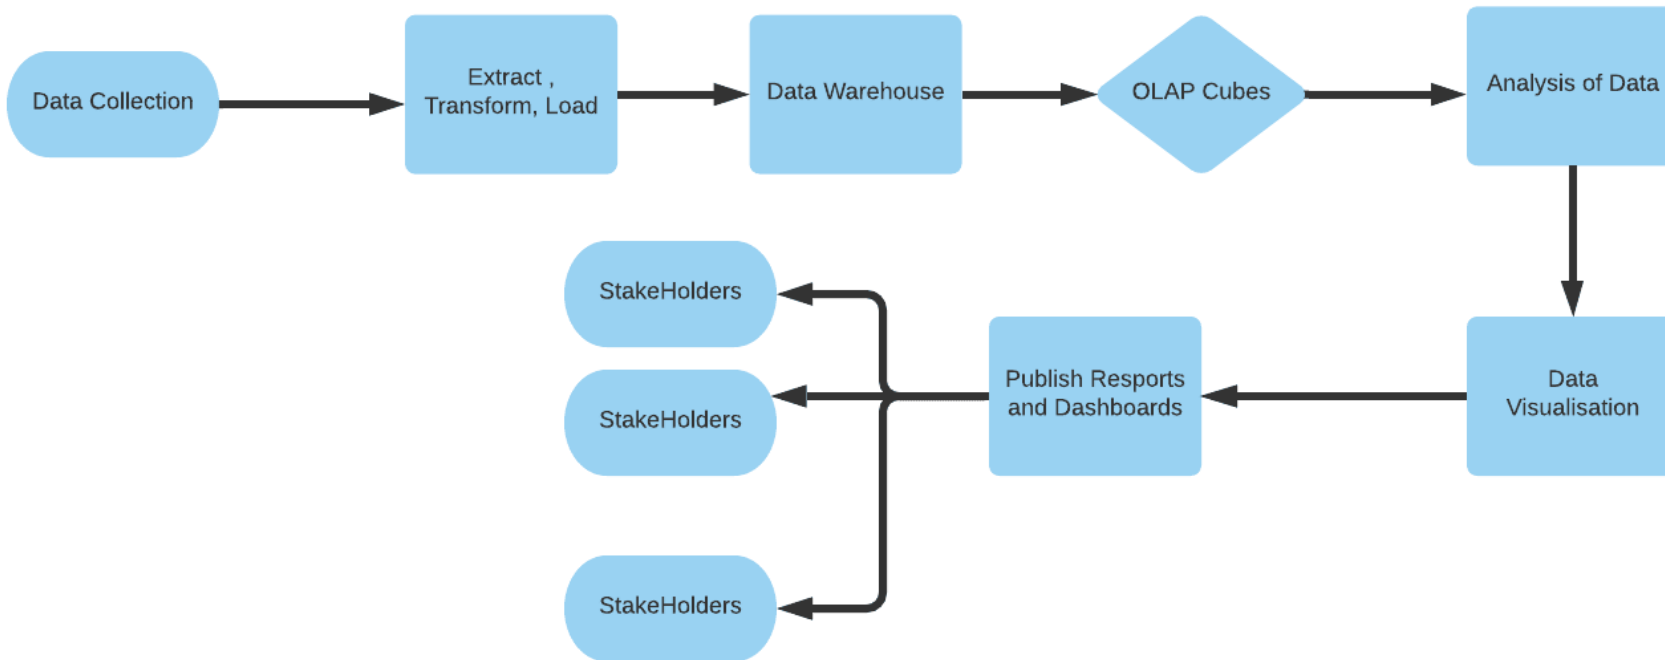 Data Collection
Extract ,
Transform, Load
Data Warehouse
OLAP Cubes
Analysis of Data
StakeHolders
StakeHolders
StakeHolders
Publish Resports
and Dashboards
Data
Visualisation